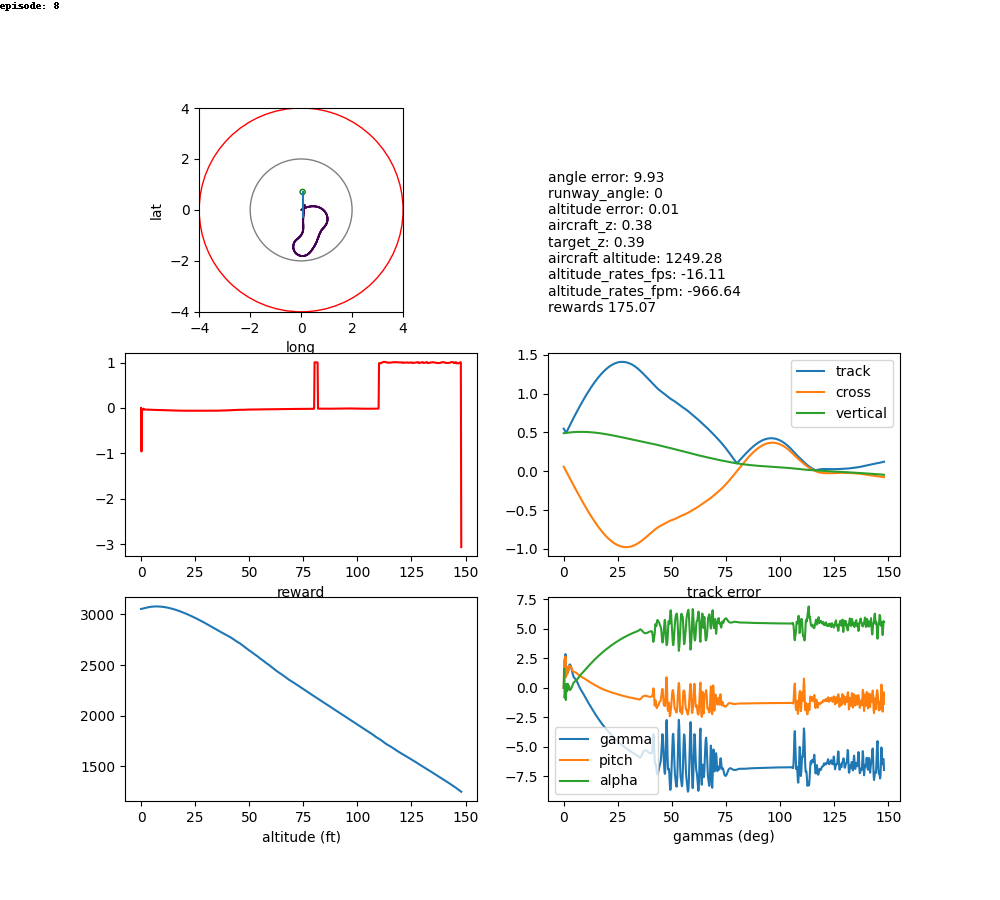 episode: 8
4
2
0
−2
−4
lat
−4 −2 0 2 4
long
angle error: 9.93
runway_angle: 0
altitude error: 0.01
aircraft_z: 0.38
target_z: 0.39
aircraft altitude: 1249.28
altitude_rates_fps: -16.11
altitude_rates_fpm: -966.64
rewards 175.07
1
0
−1
−2
−3
0 25 50 75 100 125 150
reward
1.5
1.0
0.5
0.0
−0.5
−1.0
track
cross
vertical
0 25 50 75 100 125 150
track error
3000
2500
2000
1500
0 25 50 75 100 125 150
altitude (ft)
7.5
5.0
2.5
0.0
−2.5
−5.0
−7.5
gamma
pitch
alpha
0 25 50 75 100 125 150
gammas (deg)